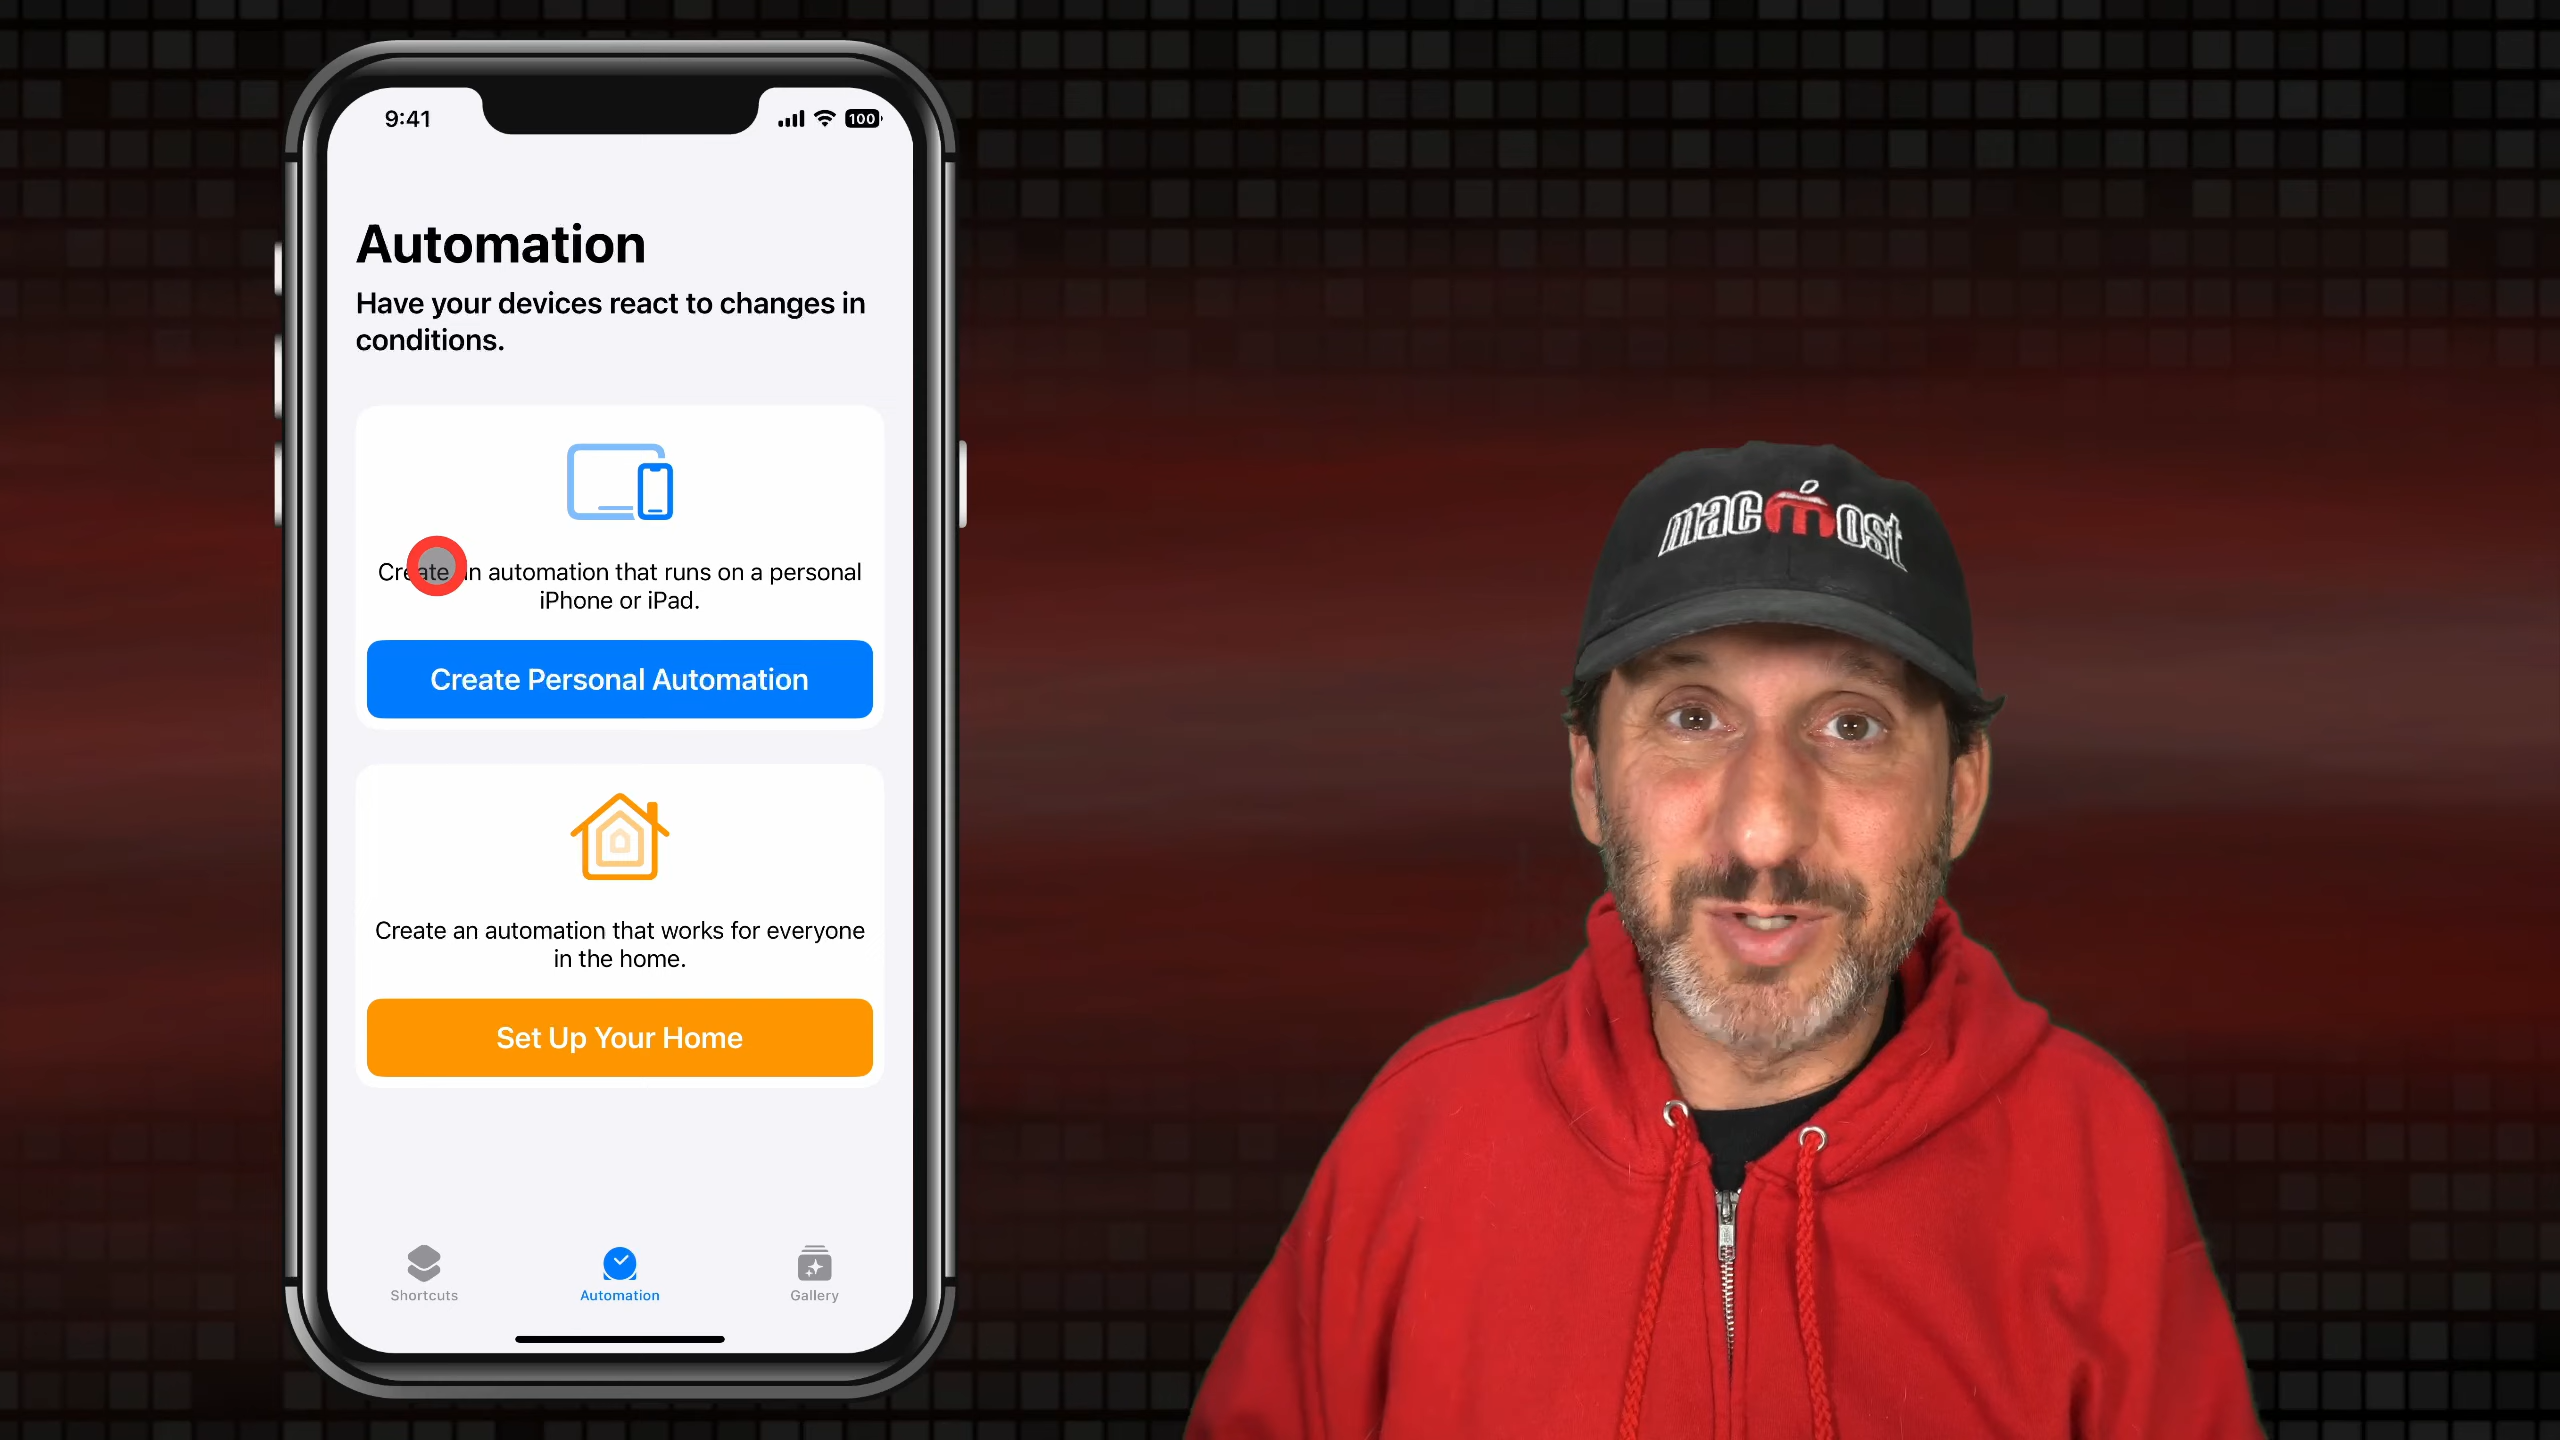 9:41
100
Automation
Have your devices react to changes in
conditions.
Create an automation that runs on a personal
iPhone or iPad.
Create Personal Automation
Create an automation that works for everyone
in the home.
Set Up Your Home
Shortcuts
Automation
Gallery
macmost